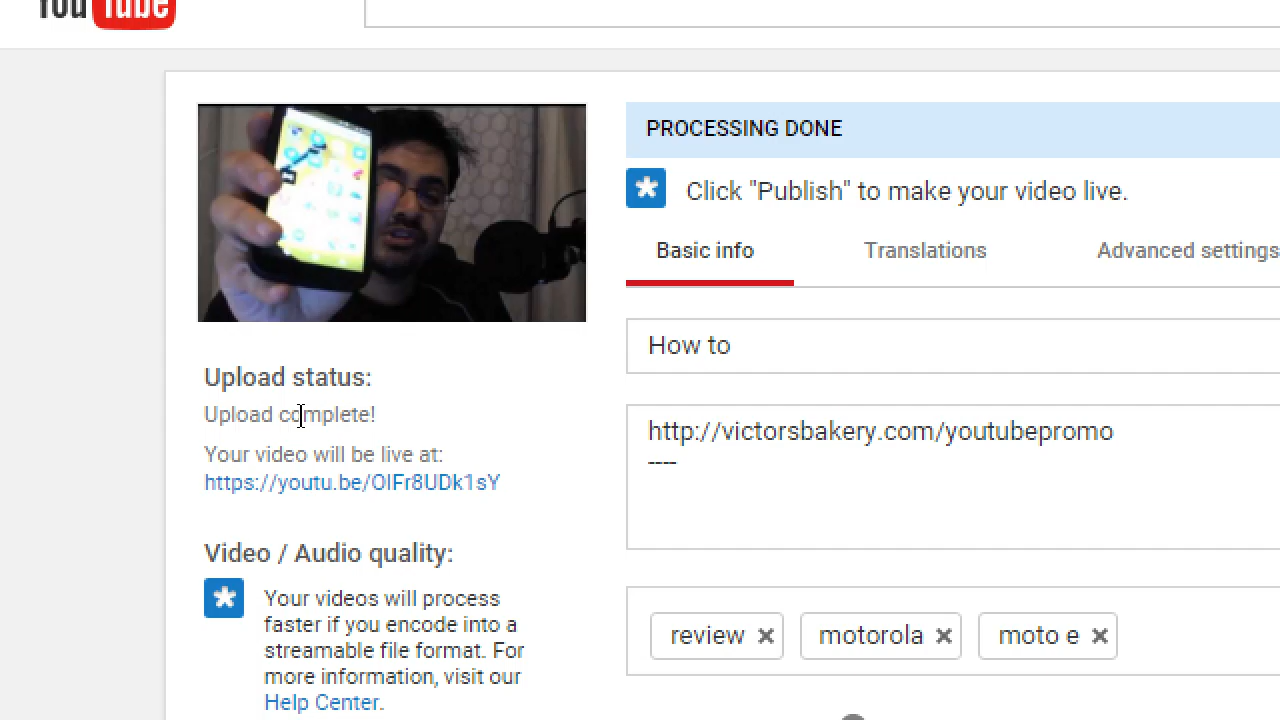 YouTube
PROCESSING DONE
Click "Publish" to make your video live.
Basic info
Translations
Advanced settings
How to
http://victorsbakery.com/youtubepromo
----
review
motorola
moto e
Upload status:
Upload complete!
Your video will be live at:
https://youtu.be/OlFr8UDk1sY
Video / Audio quality:
Your videos will process
faster if you encode into a
streamable file format. For
more information, visit our
Help Center.